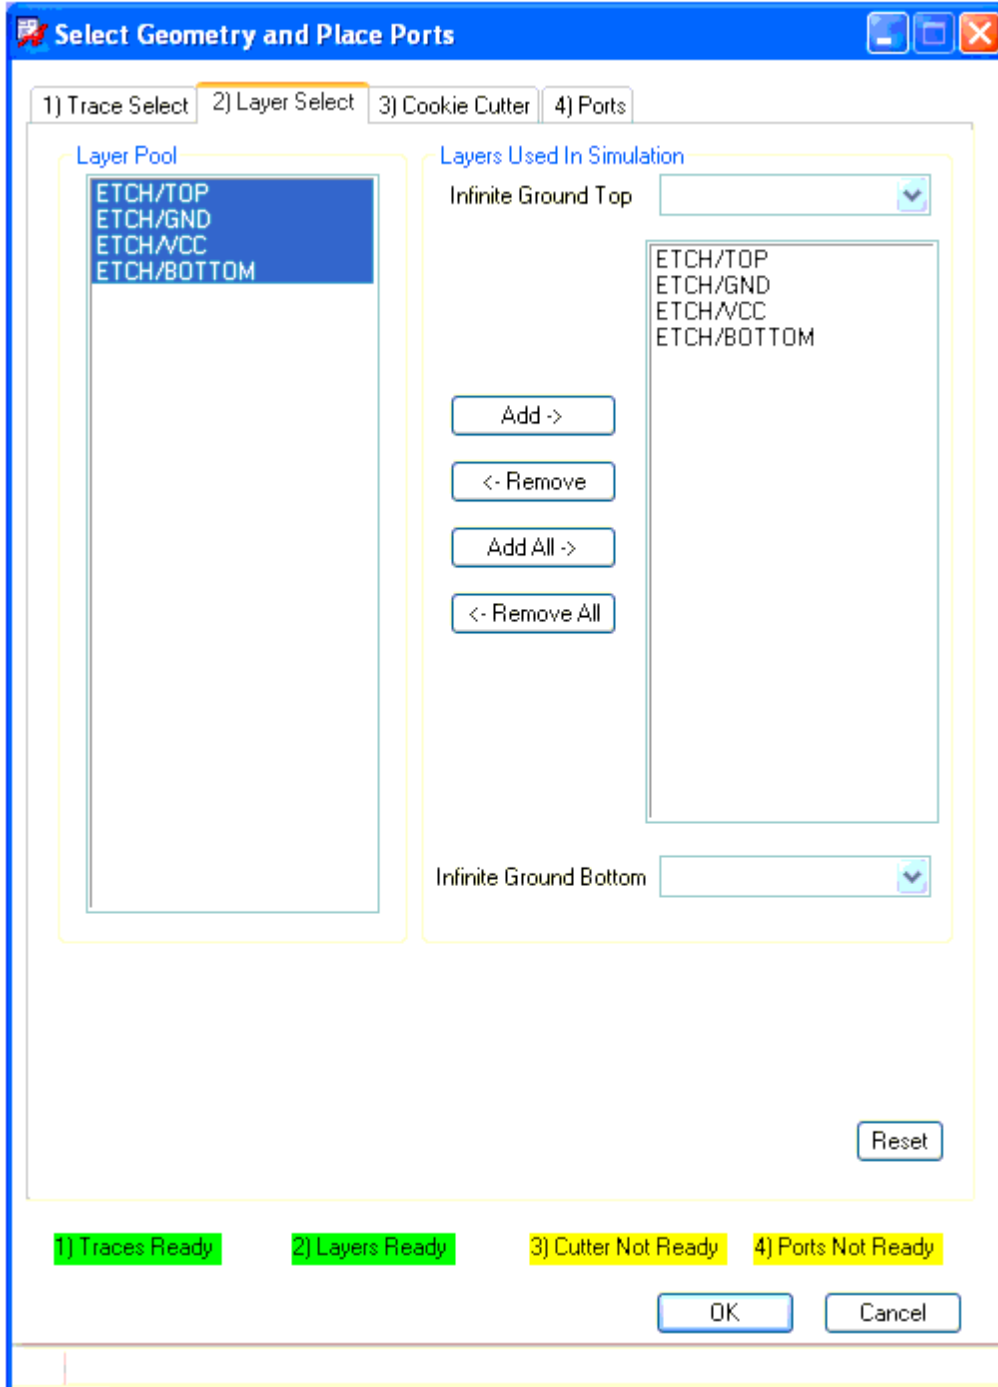 Select Geometry and Place Ports
1) Trace Select 2) Layer Select 3) Cookie Cutter 4) Ports
Layer Pool
ETCH/TOP
ETCH/GND
ETCH/VCC
ETCH/BOTTOM
Layers Used In Simulation
Infinite Ground Top
ETCH/TOP
ETCH/GND
ETCH/VCC
ETCH/BOTTOM
Add ->
<- Remove
Add All ->
<- Remove All
Infinite Ground Bottom
Reset
1) Traces Ready 2) Layers Ready 3) Cutter Not Ready 4) Ports Not Ready
OK Cancel